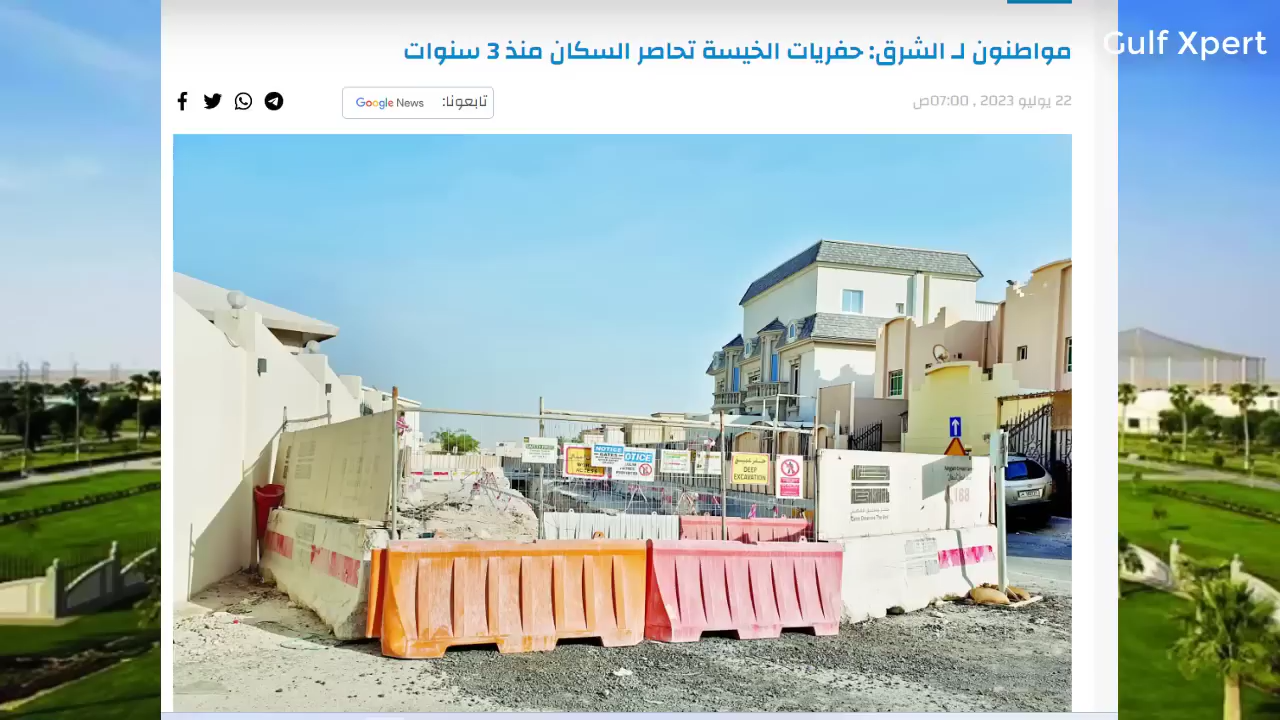 Gulf Xpert
مواطنون لـ الشرق: حفريات الخيسة تحاصر السكان منذ 3 سنوات
22 يوليو 2023 , 07:00ص
تابعونا: Google News
NOTICE
NOTICE
DEEP
EXCAVATION